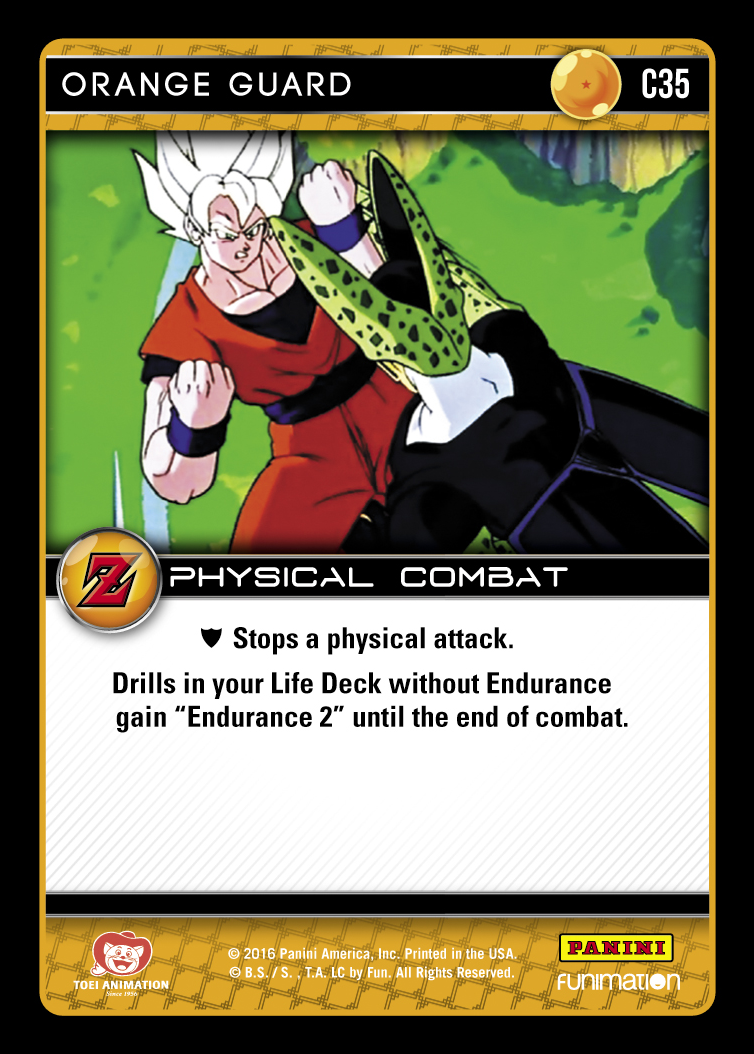 ORANGE GUARD
C35
Z PHYSICAL COMBAT
Stops a physical attack.
Drills in your Life Deck without Endurance
gain “Endurance 2” until the end of combat.
TOEI ANIMATION
Since 1956
© 2016 Panini America, Inc. Printed in the USA.
© B.S. / S. , T.A. LC by Fun. All Rights Reserved.
PANINI
FUNIMATION